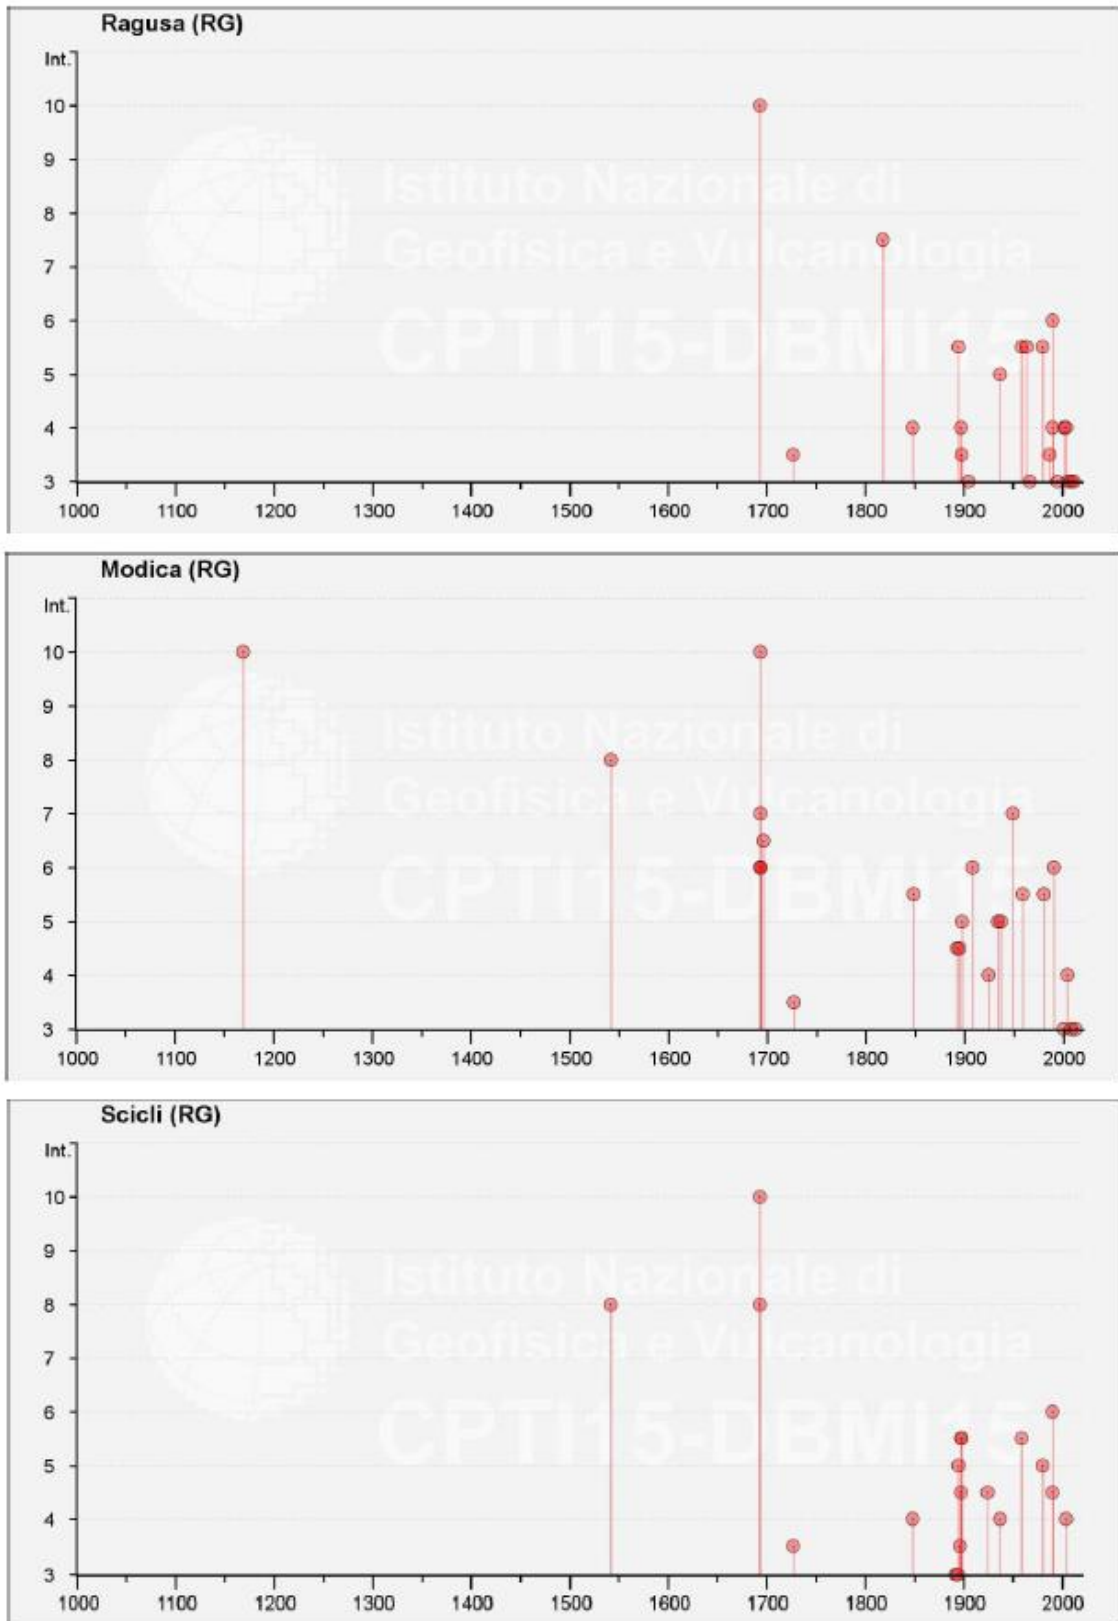 Ragusa (RG)
Int.
10
9
8
7
6
5
4
3
1000 1100 1200 1300 1400 1500 1600 1700 1800 1900 2000
Istituto Nazionale di
Geofisica e Vulcanologia
CPTI15-DBMI15
Modica (RG)
Int.
10
9
8
7
6
5
4
3
1000 1100 1200 1300 1400 1500 1600 1700 1800 1900 2000
Istituto Nazionale di
Geofisica e Vulcanologia
CPTI15-DBMI15
Scicli (RG)
Int.
10
9
8
7
6
5
4
3
1000 1100 1200 1300 1400 1500 1600 1700 1800 1900 2000
Istituto Nazionale di
Geofisica e Vulcanologia
CPTI15-DBMI15